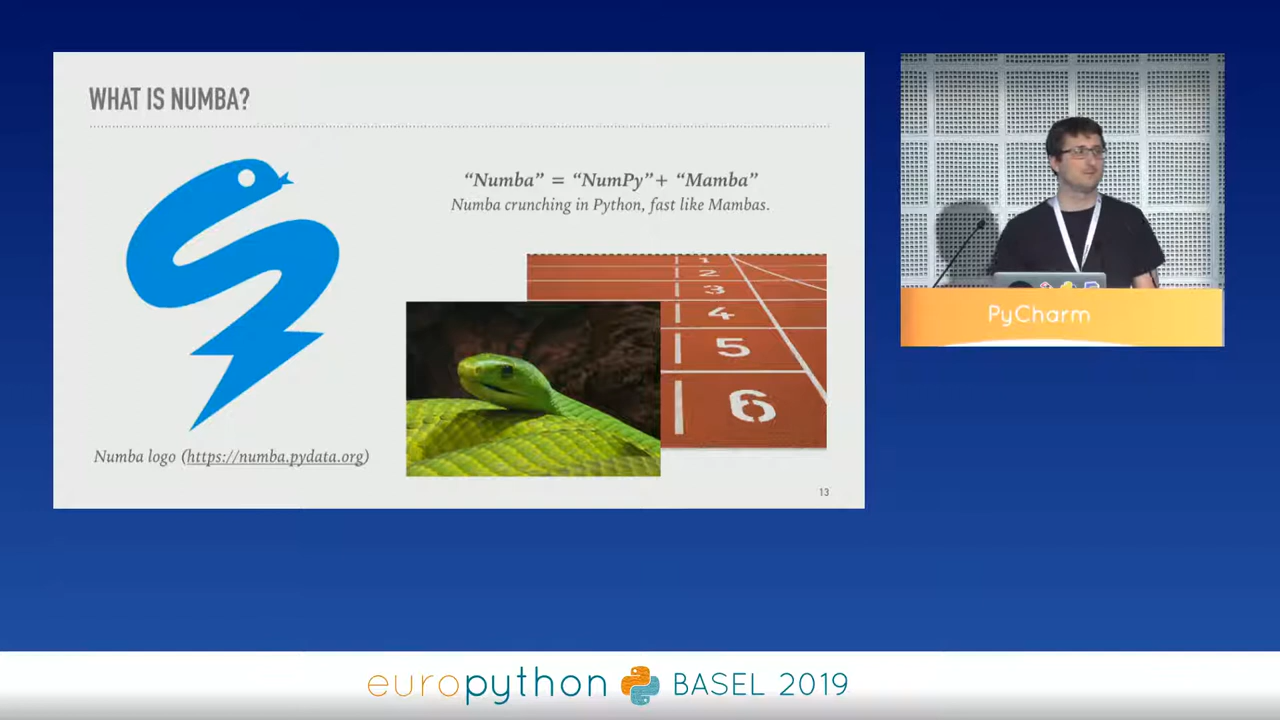 WHAT IS NUMBA?
“Numba” = “NumPy”+ “Mamba”
Numba crunching in Python, fast like Mambas.
1
2
3
4
5
6
Numba logo (https://numba.pydata.org)
13
PyCharm
europython BASEL 2019